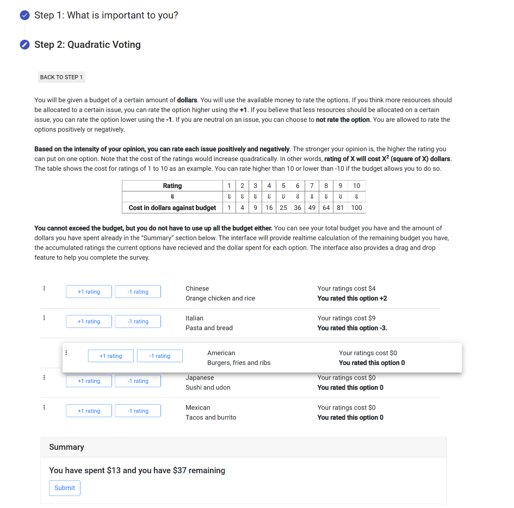 Step 1: What is important to you?
Step 2: Quadratic Voting
BACK TO STEP 1
You will be given a budget of a certain amount of dollars. You will use the available money to rate the options. If you think more resources should
be allocated to a certain issue, you can rate the option higher using the +1. If you believe that less resources should be allocated on a certain
issue, you can rate the option lower using the -1. If you are neutral on an issue, you can choose to not rate the option. You are allowed to rate the
options positively or negatively.
Based on the intensity of your opinion, you can rate each issue positively and negatively. The stronger your opinion is, the higher the rating you
can put on one option. Note that the cost of the ratings would increase quadratically. In other words, rating of X will cost X² (square of X) dollars.
The table shows the cost for ratings of 1 to 10 as an example. You can rate higher than 10 or lower than -10 if the budget allows you to do so.
Rating 1 2 3 4 5 6 7 8 9 10
Cost in dollars against budget 1 4 9 16 25 36 49 64 81 100
You cannot exceed the budget, but you do not have to use up all the budget either. You can see your total budget you have and the amount of
dollars you have spent already in the "Summary" section below. The interface will provide realtime calculation of the remaining budget you have,
the accumulated ratings the current options have recieved and the dollar spent for each option. The interface also provides a drag and drop
feature to help you complete the survey.
+1 rating -1 rating Chinese Your ratings cost $4
Orange chicken and rice You rated this option +2
+1 rating -1 rating Italian Your ratings cost $9
Pasta and bread You rated this option -3.
+1 rating -1 rating American Your ratings cost $0
Burgers, fries and ribs You rated this option 0
+1 rating -1 rating Japanese Your ratings cost $0
Sushi and udon You rated this option 0
+1 rating -1 rating Mexican Your ratings cost $0
Tacos and burrito You rated this option 0
Summary
You have spent $13 and you have $37 remaining
Submit